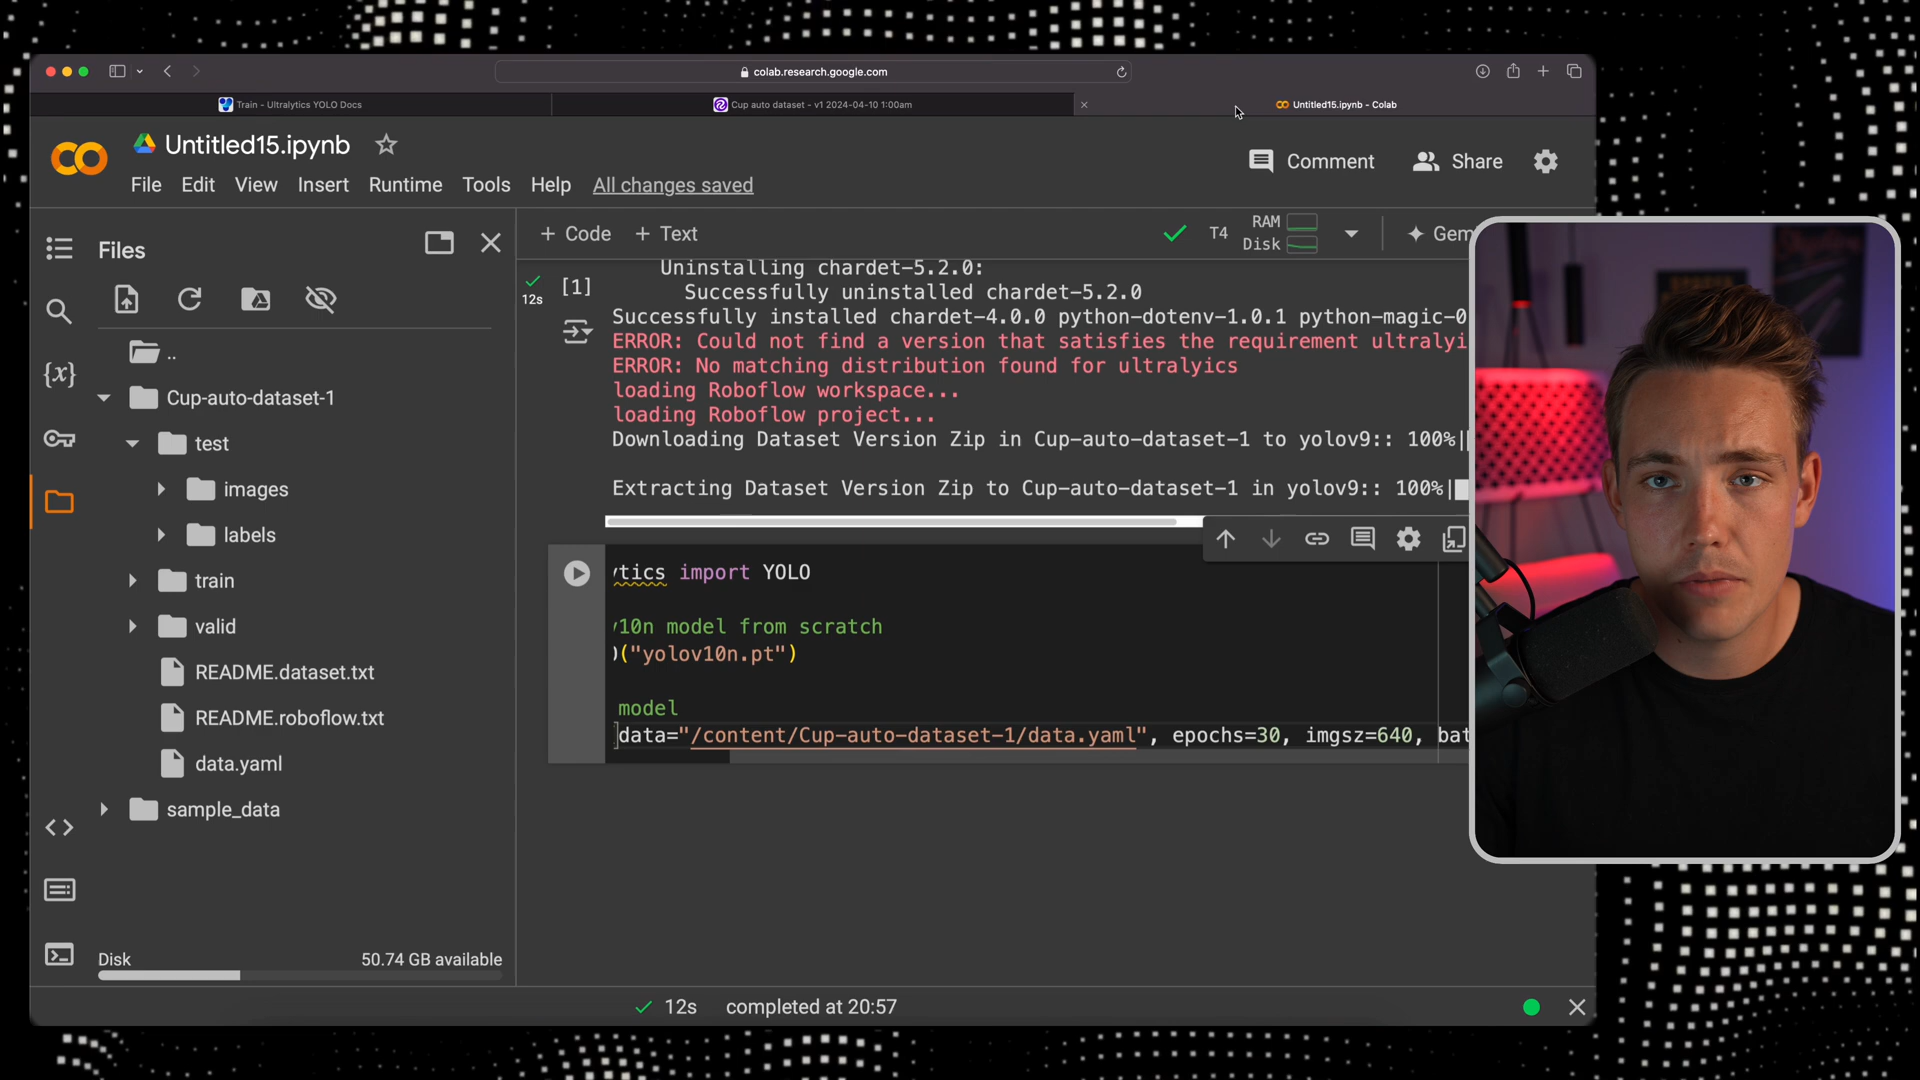 colab.research.google.com
Train - Ultralytics YOLO Docs
Cup auto dataset - v1 2024-04-10 1:00am
Untitled15.ipynb - Colab
Untitled15.ipynb
Comment
Share
File Edit View Insert Runtime Tools Help All changes saved
Files
+ Code + Text
T4
RAM
Disk
Gem
..
Cup-auto-dataset-1
test
images
labels
train
valid
README.dataset.txt
README.roboflow.txt
data.yaml
sample_data
Disk 50.74 GB available
12s
[1]
Uninstalling chardet-5.2.0:
Successfully uninstalled chardet-5.2.0
Successfully installed chardet-4.0.0 python-dotenv-1.0.1 python-magic-0
ERROR: Could not find a version that satisfies the requirement ultralyi
ERROR: No matching distribution found for ultralyics
loading Roboflow workspace...
loading Roboflow project...
Downloading Dataset Version Zip in Cup-auto-dataset-1 to yolov9:: 100%|
Extracting Dataset Version Zip to Cup-auto-dataset-1 in yolov9:: 100%|
ytics import YOLO
v10n model from scratch
O("yolov10n.pt")
model
data="/content/Cup-auto-dataset-1/data.yaml", epochs=30, imgsz=640, bat
12s completed at 20:57